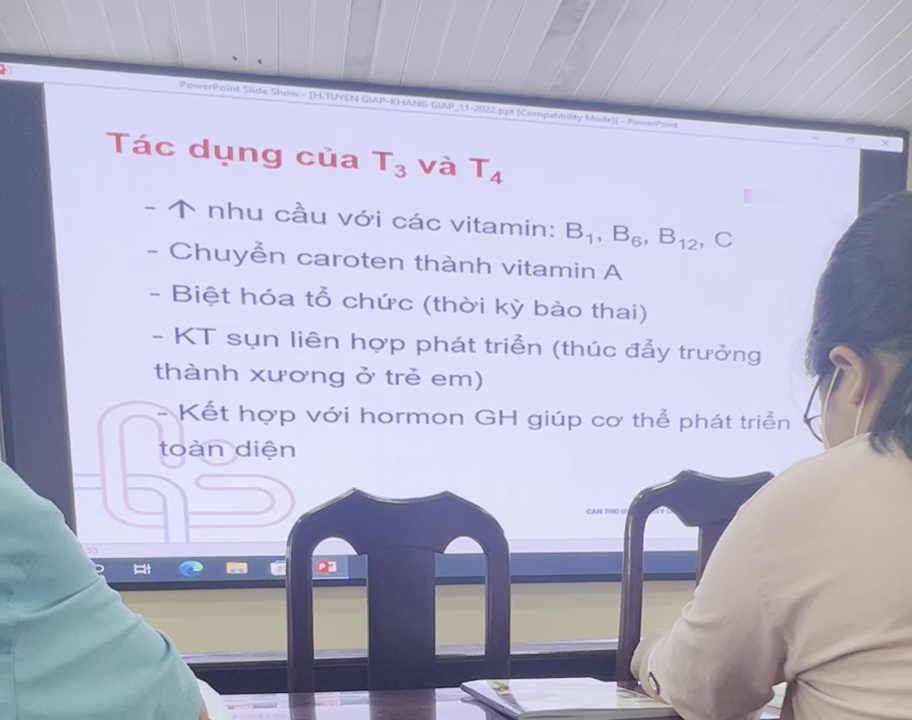 PowerPoint Slide Show - [H.TUYEN GIAP-KHANG GIAP_11-2022.ppt [Compatibility Mode]] - PowerPoint
Tác dụng của T₃ và T₄
- ↑ nhu cầu với các vitamin: B₁, B₆, B₁₂, C
- Chuyển caroten thành vitamin A
- Biệt hóa tổ chức (thời kỳ bào thai)
- KT sụn liên hợp phát triển (thúc đẩy trưởng
thành xương ở trẻ em)
- Kết hợp với hormon GH giúp cơ thể phát triển
toàn diện
CAN THO
53